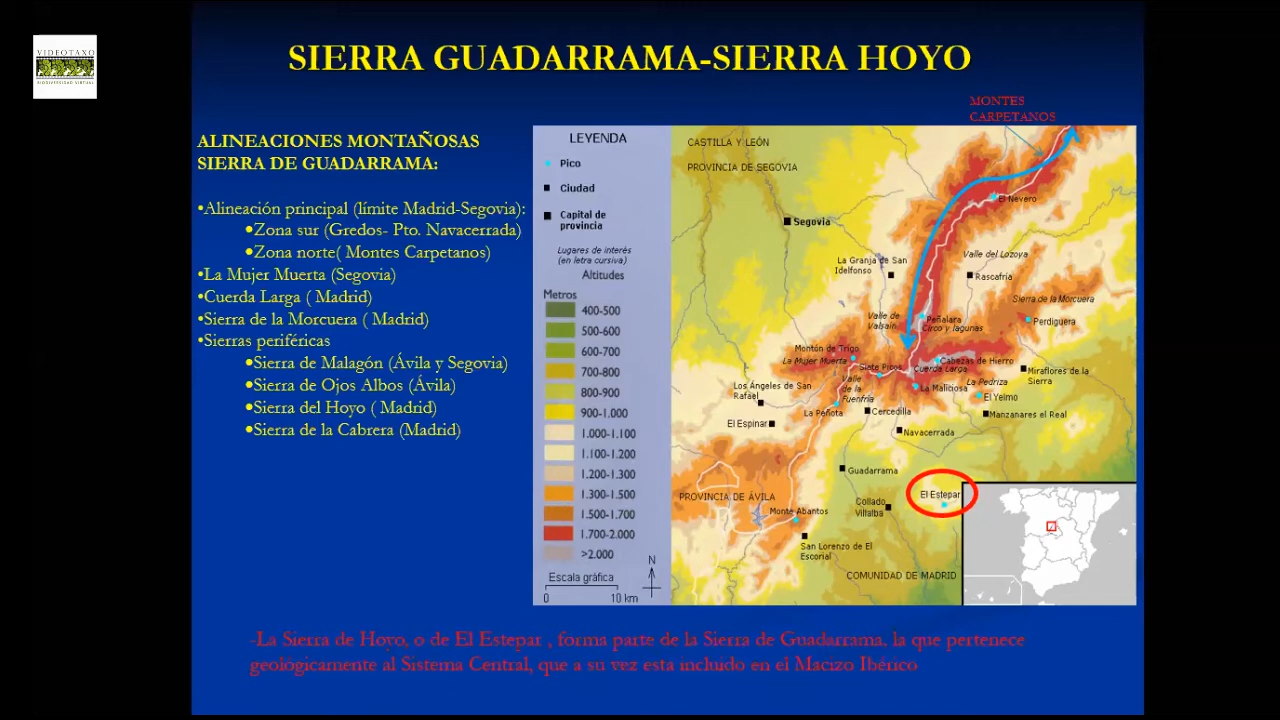 VIDEOTAXO
BIODIVERSIDAD VIRTUAL
SIERRA GUADARRAMA-SIERRA HOYO
MONTES
CARPETANOS
ALINEACIONES MONTAÑOSAS
SIERRA DE GUADARRAMA:
•Alineación principal (límite Madrid-Segovia):
•Zona sur (Gredos- Pto. Navacerrada)
•Zona norte( Montes Carpetanos)
•La Mujer Muerta (Segovia)
•Cuerda Larga ( Madrid)
•Sierra de la Morcuera ( Madrid)
•Sierras periféricas
•Sierra de Malagón (Ávila y Segovia)
•Sierra de Ojos Albos (Ávila)
•Sierra del Hoyo ( Madrid)
•Sierra de la Cabrera (Madrid)
LEYENDA
Pico
Ciudad
Capital de
provincia
Lugares de interés
(en letra cursiva)
Altitudes
Metros
400-500
500-600
600-700
700-800
800-900
900-1.000
1.000-1.100
1.100-1.200
1.200-1.300
1.300-1.500
1.500-1.700
1.700-2.000
>2.000
Escala gráfica
0 10 km
N
CASTILLA Y LEÓN
PROVINCIA DE SEGOVIA
El Nevero
Segovia
La Granja de San
Ildefonso
Valle del Lozoya
Rascafría
Sierra de la Morcuera
Valle de
Valsaín
Peñalara
Circo y lagunas
Perdiguera
Montón de Trigo
La Mujer Muerta
Siete Picos
Cabezas de Hierro
Cuerda Larga
Miraflores de la
Sierra
Los Ángeles de San
Rafael
Valle
de la
Fuenfría
La Maliciosa
La Pedriza
El Yelmo
La Peñota
Cercedilla
Manzanares el Real
El Espinar
Navacerrada
Guadarrama
PROVINCIA DE ÁVILA
El Estepar
Collado
Villalba
Monte Abantos
San Lorenzo de El
Escorial
COMUNIDAD DE MADRID
-La Sierra de Hoyo, o de El Estepar , forma parte de la Sierra de Guadarrama, la que pertenece
geológicamente al Sistema Central, que a su vez esta incluido en el Macizo Ibérico